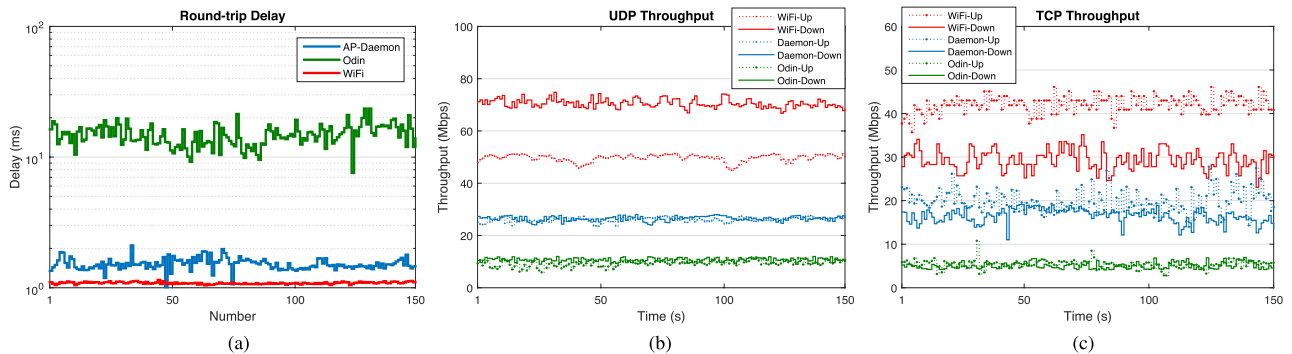 Round-trip Delay
10^2
10^1
10^0
Delay (ms)
AP-Daemon
Odin
WiFi
1 50 100 150
Number
(a)
UDP Throughput
100
80
60
40
20
0
Throughput (Mbps)
WiFi-Up
WiFi-Down
Daemon-Up
Daemon-Down
Odin-Up
Odin-Down
1 50 100 150
Time (s)
(b)
TCP Throughput
60
50
40
30
20
10
0
Throughput (Mbps)
WiFi-Up
WiFi-Down
Daemon-Up
Daemon-Down
Odin-Up
Odin-Down
1 50 100 150
Time (s)
(c)